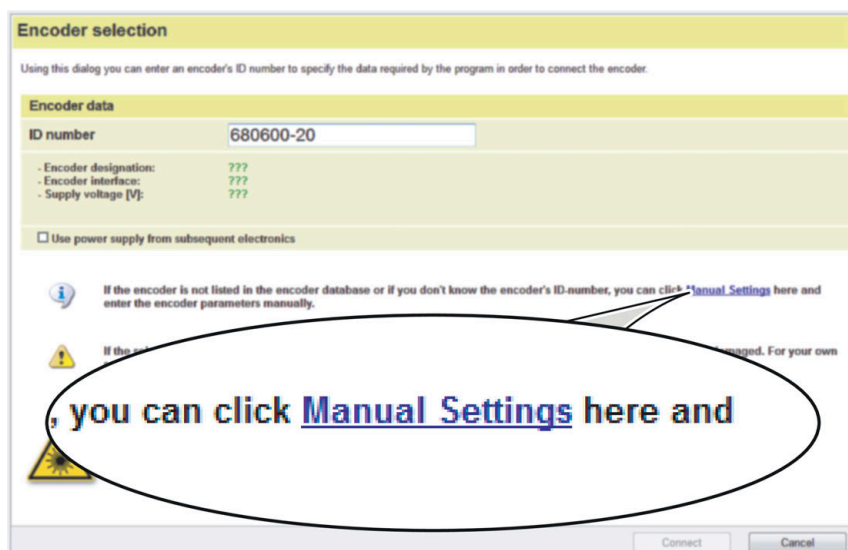 Encoder selection
Using this dialog you can enter an encoder's ID number to specify the data required by the program in order to connect the encoder.
Encoder data
ID number 680600-20
- Encoder designation: ???
- Encoder interface: ???
- Supply voltage [V]: ???
Use power supply from subsequent electronics
If the encoder is not listed in the encoder database or if you don't know the encoder's ID-number, you can click Manual Settings here and
enter the encoder parameters manually.
If the damaged. For your own
, you can click Manual Settings here and
Connect Cancel